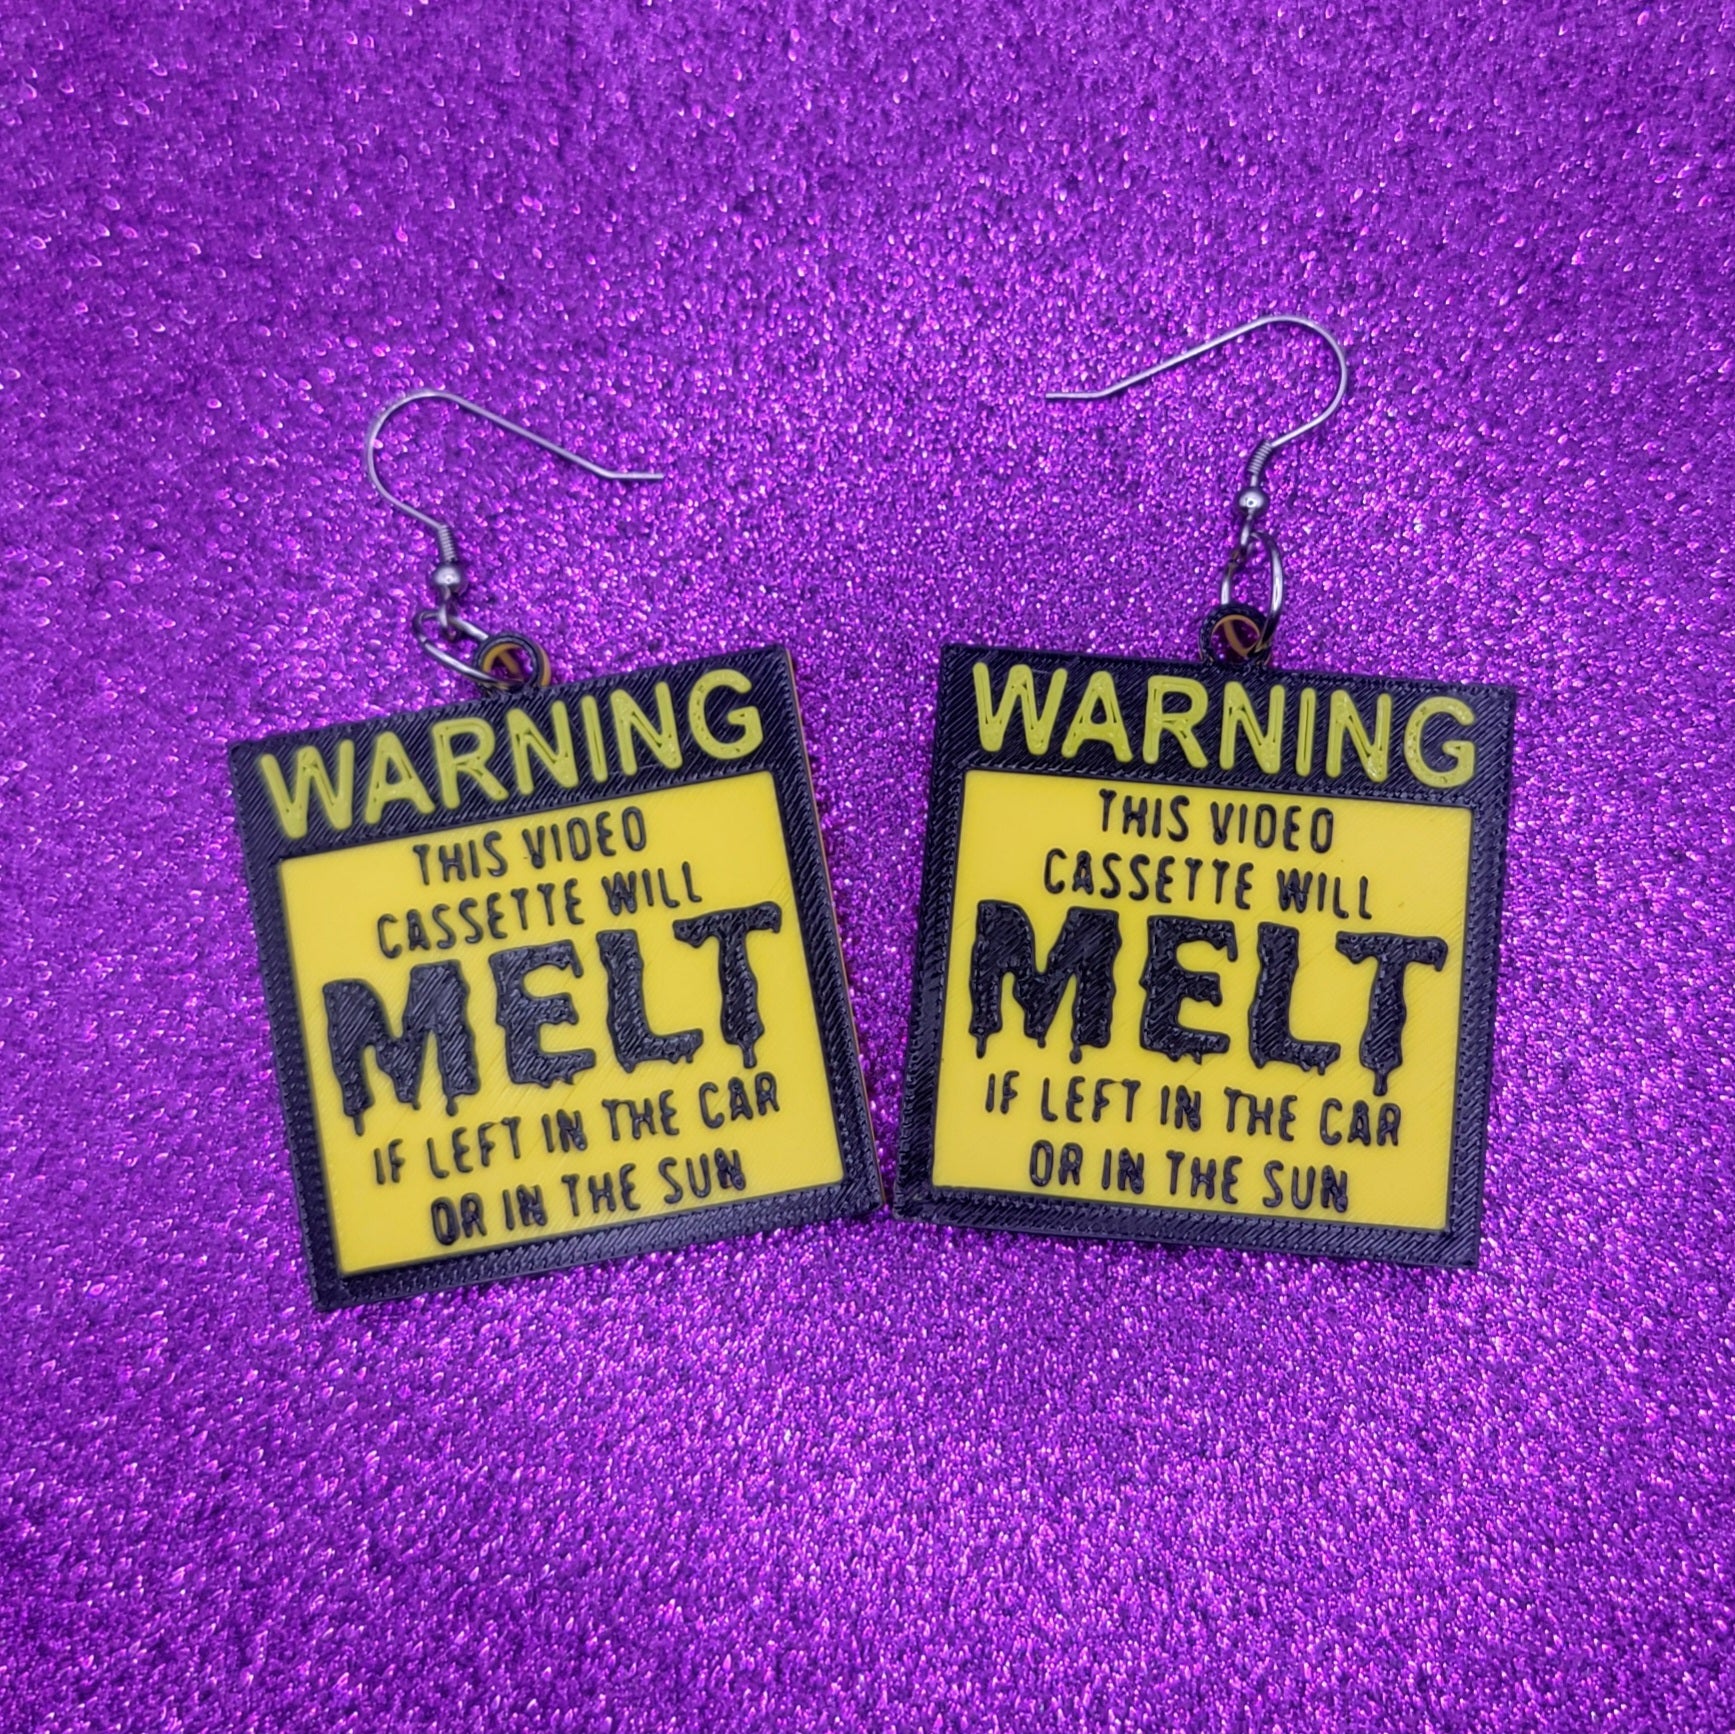 WARNING
THIS VIDEO
CASSETTE WILL
MELT
IF LEFT IN THE CAR
OR IN THE SUN
WARNING
THIS VIDEO
CASSETTE WILL
MELT
IF LEFT IN THE CAR
OR IN THE SUN